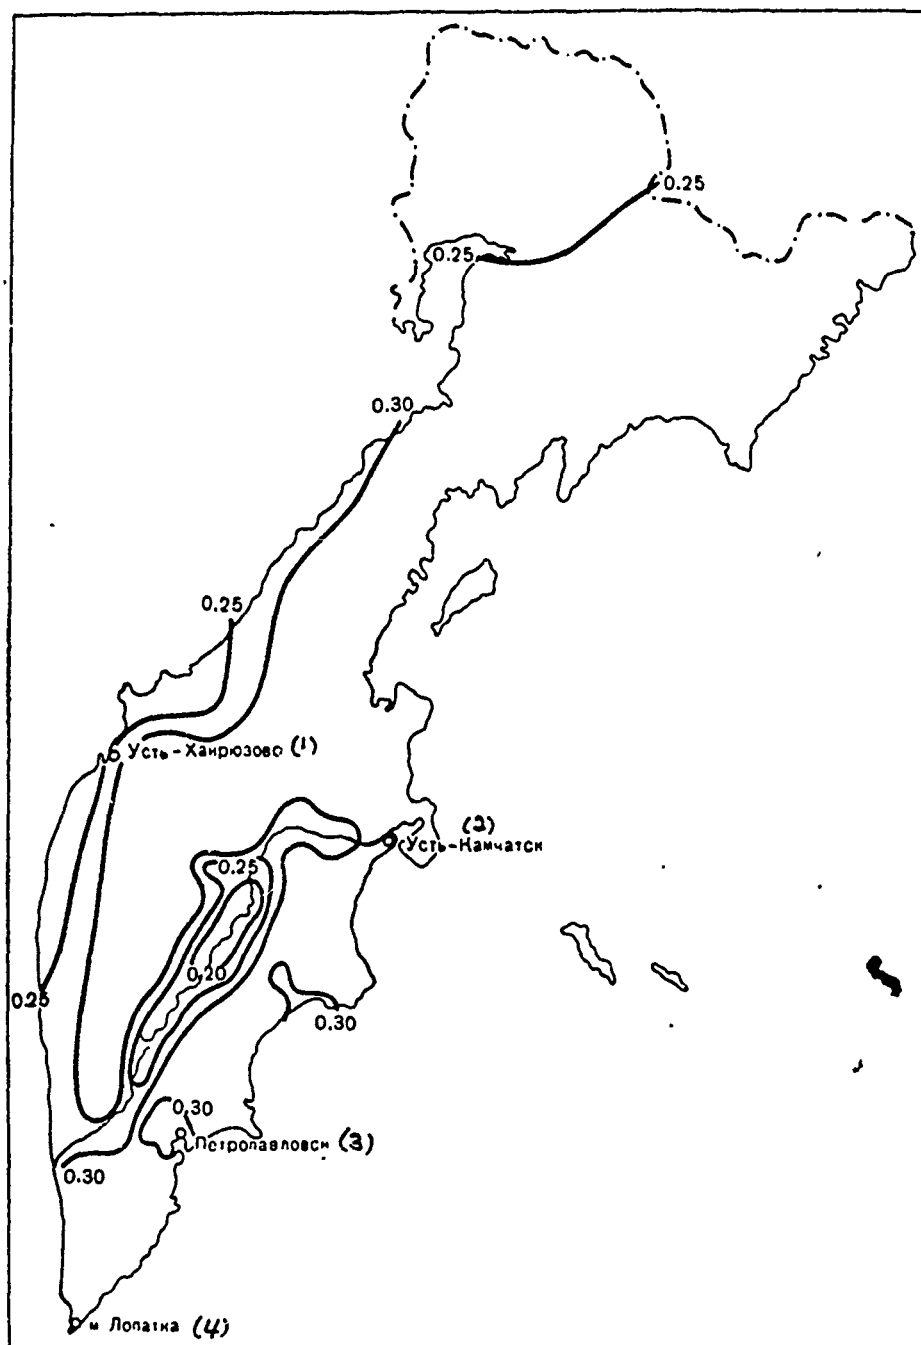 0.25
0.25
0.30
0.25
Усть-Хаирюзово (1)
(2)
Усть-Камчатск
0.25
0.20
0.25
0.30
0.30
Петропавловск (3)
0.30
м Лопатка (4)